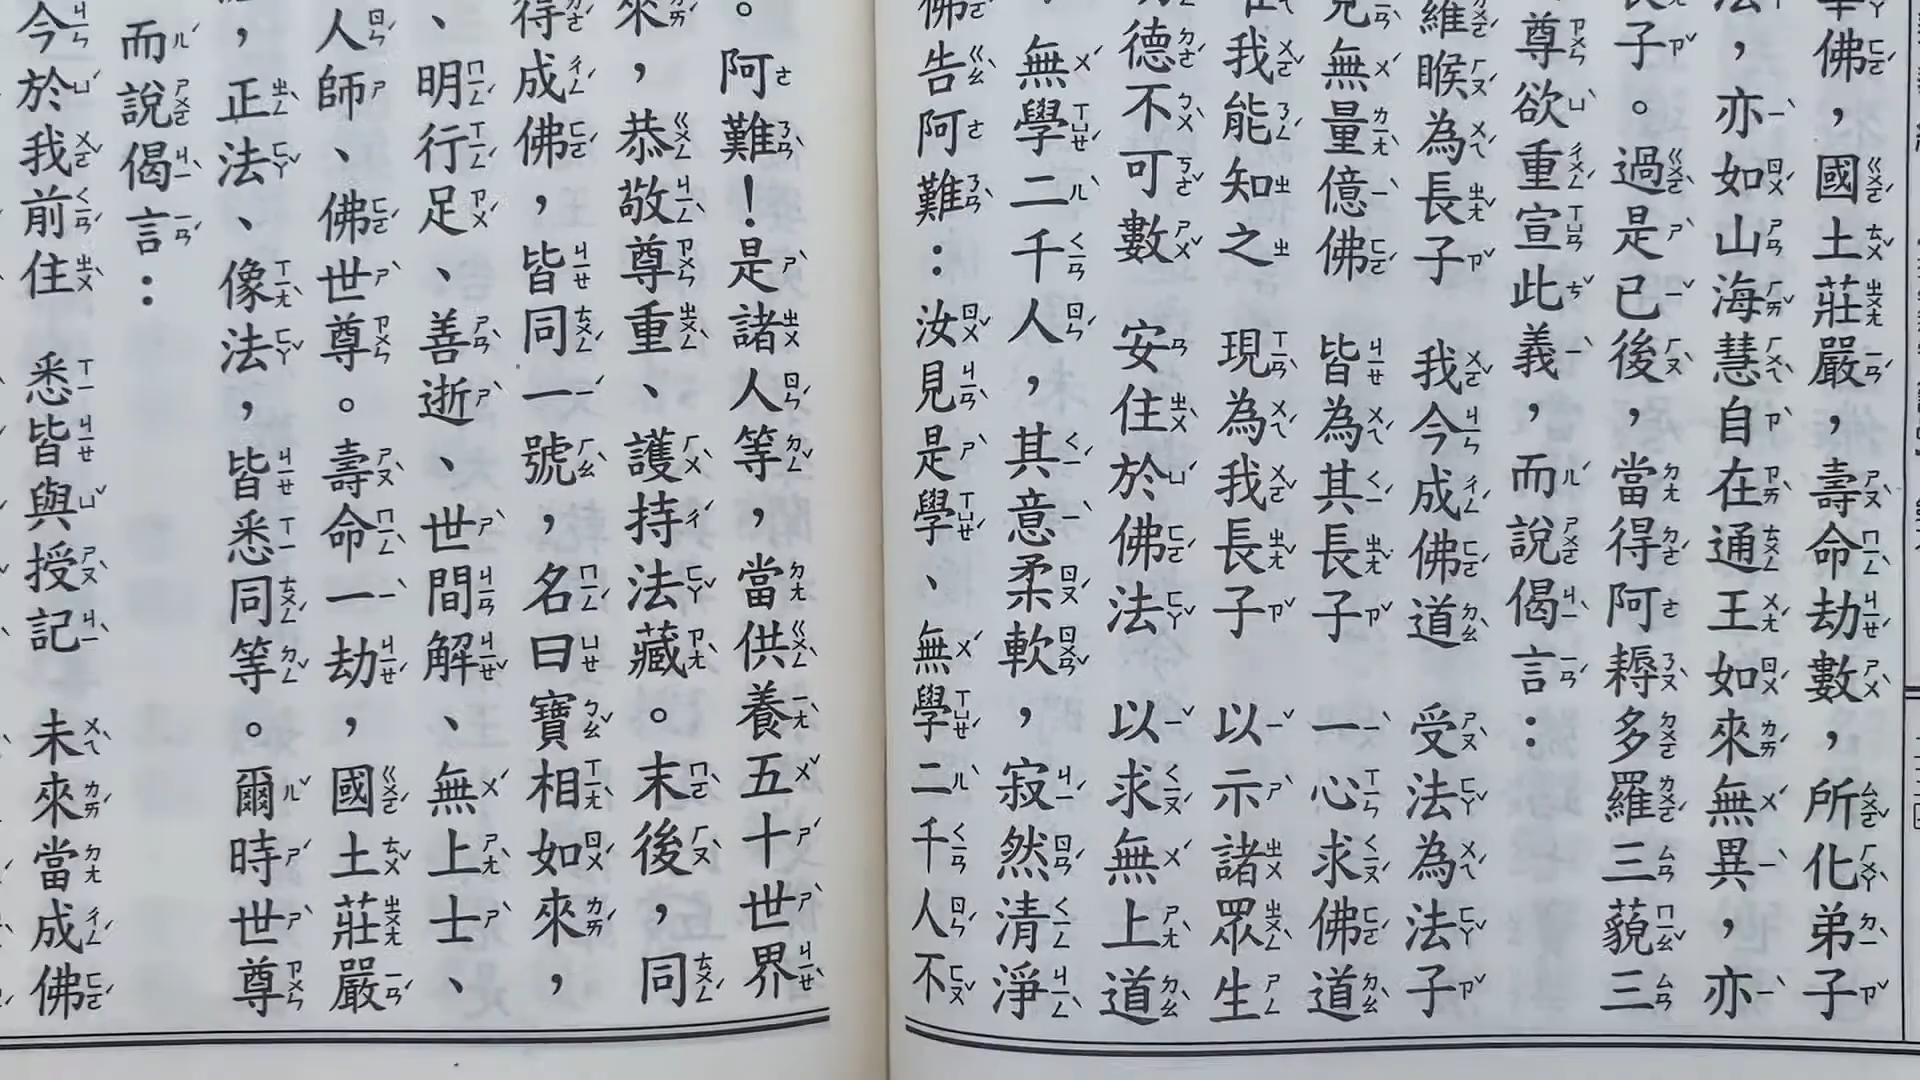 佛，國土莊嚴，壽命劫數，所化弟子
，亦如山海慧自在通王如來無異，亦
子。過是已後，當得阿耨多羅三藐三
尊欲重宣此義，而說偈言：
羅睺為長子　我今成佛道　受法為法子
見無量億佛　皆為其長子　一心求佛道
我能知之　現為我長子　以示諸眾生
德不可數　安住於佛法　以求無上道
無學二千人，其意柔軟，寂然清淨
佛告阿難：汝見是學、無學二千人不
。阿難！是諸人等，當供養五十世界
來，恭敬尊重、護持法藏。末後，同
得成佛，皆同一號，名曰寶相如來，
、明行足、善逝、世間解、無上士、
人師、佛世尊。壽命一劫，國土莊嚴
，正法、像法，皆悉同等。爾時世尊
而說偈言：
今於我前住　悉皆與授記　未來當成佛